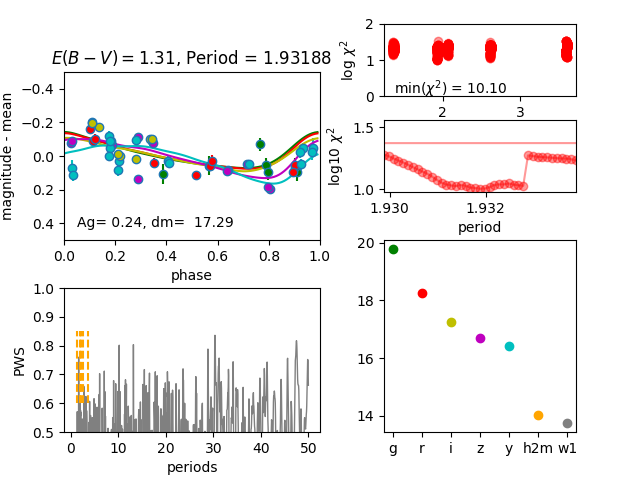 E(B − V) = 1.31, Period = 1.93188
magnitude - mean
−0.4
−0.2
0.0
0.2
0.4
Ag= 0.24, dm=  17.29
0.0 0.2 0.4 0.6 0.8 1.0
phase
log χ²
2
1
0
min(χ²) = 10.10
2 3
log10 χ²
1.5
1.0
1.930 1.932
period
PWS
1.0
0.9
0.8
0.7
0.6
0.5
0 10 20 30 40 50
periods
20
18
16
14
g r i z y h2m w1